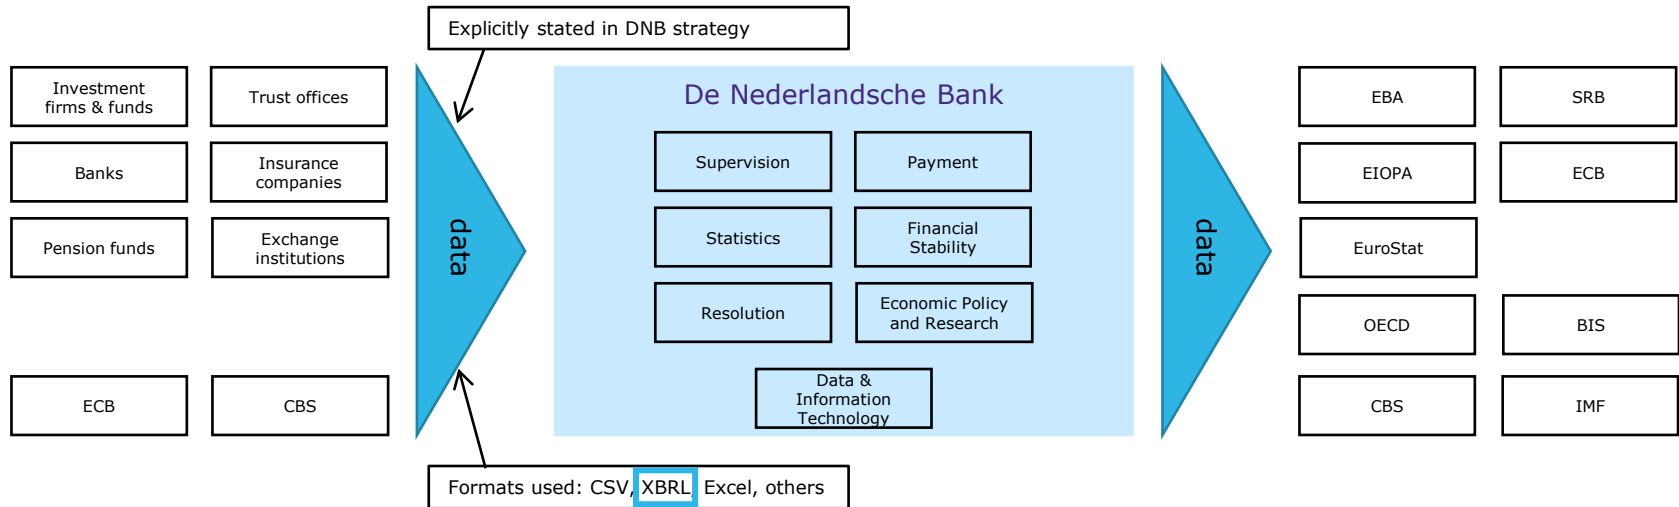 Explicitly stated in DNB strategy
Investment
firms & funds
Trust offices
Banks
Insurance
companies
Pension funds
Exchange
institutions
ECB
CBS
data
De Nederlandsche Bank
Supervision
Payment
Statistics
Financial
Stability
Resolution
Economic Policy
and Research
Data &
Information
Technology
data
EBA
SRB
EIOPA
ECB
EuroStat
OECD
BIS
CBS
IMF
Formats used: CSV, XBRL, Excel, others